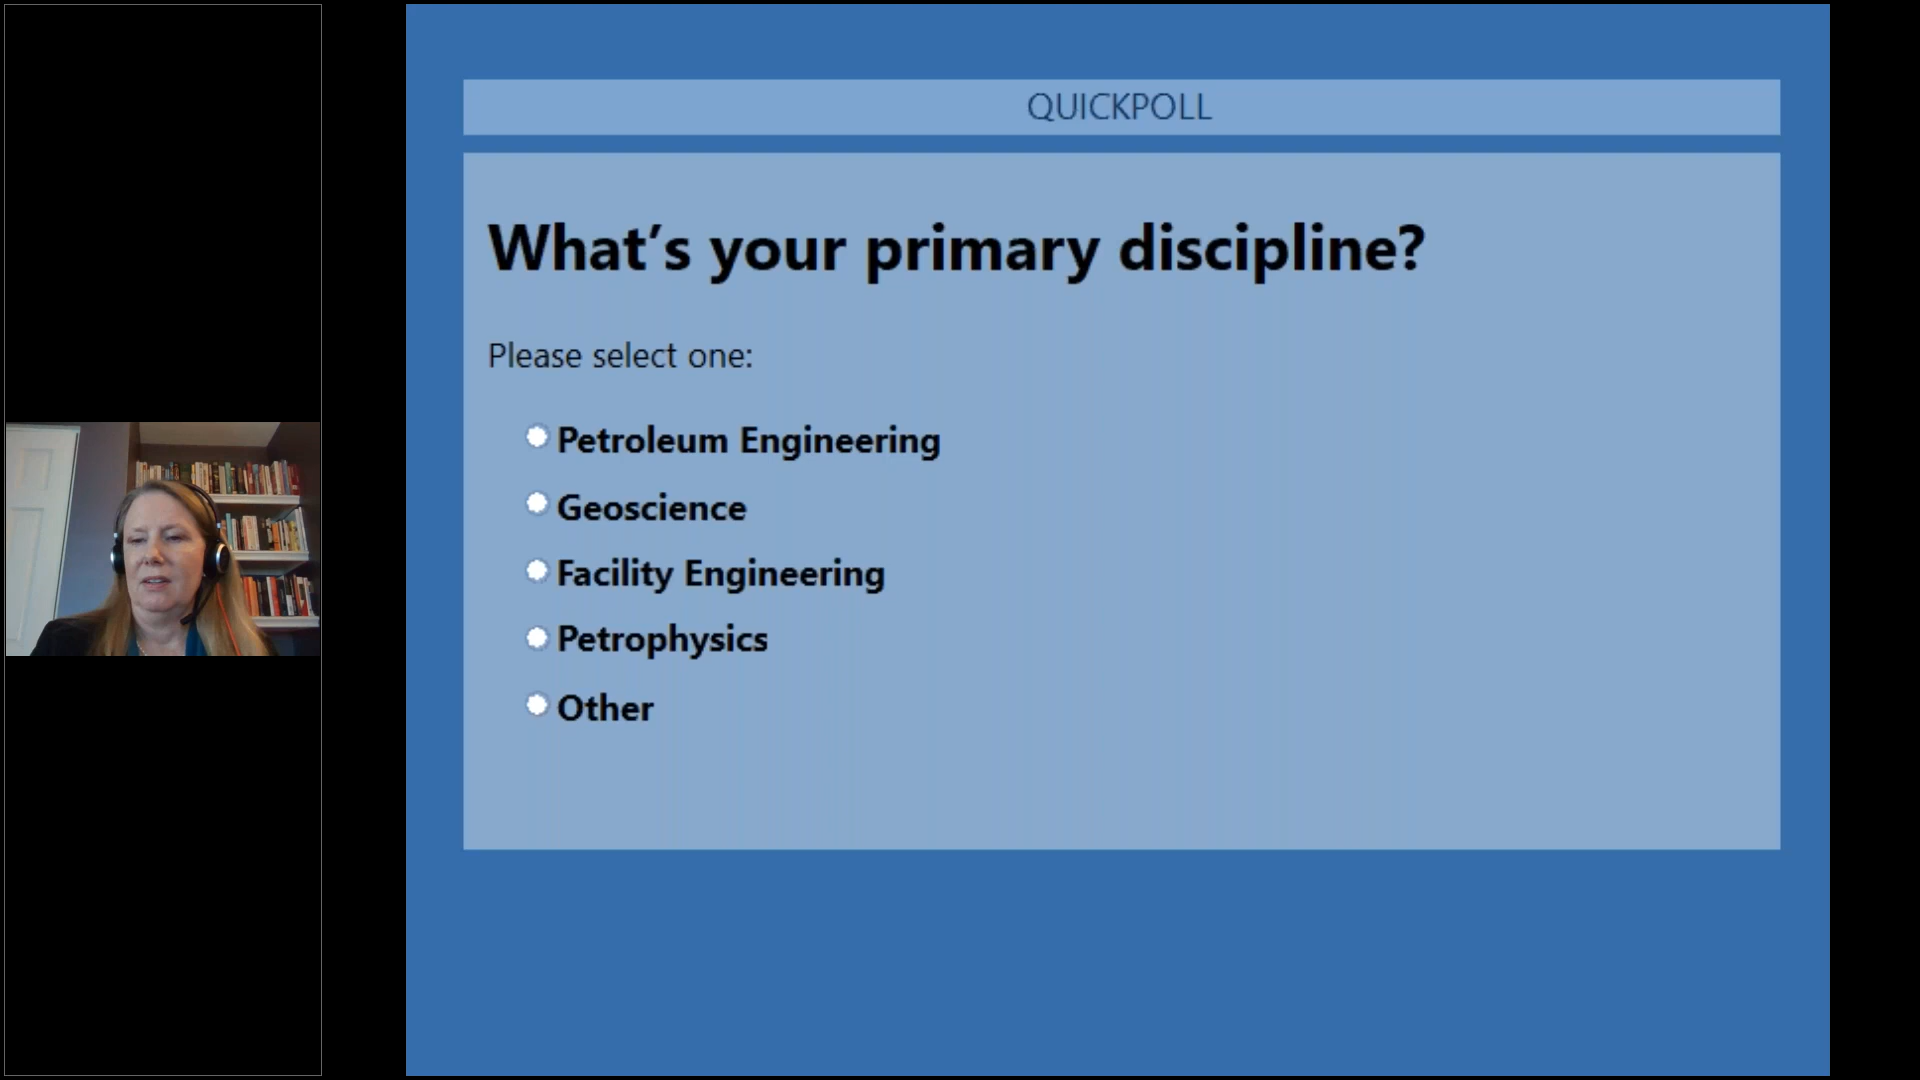 QUICKPOLL
What’s your primary discipline?
Please select one:
Petroleum Engineering
Geoscience
Facility Engineering
Petrophysics
Other